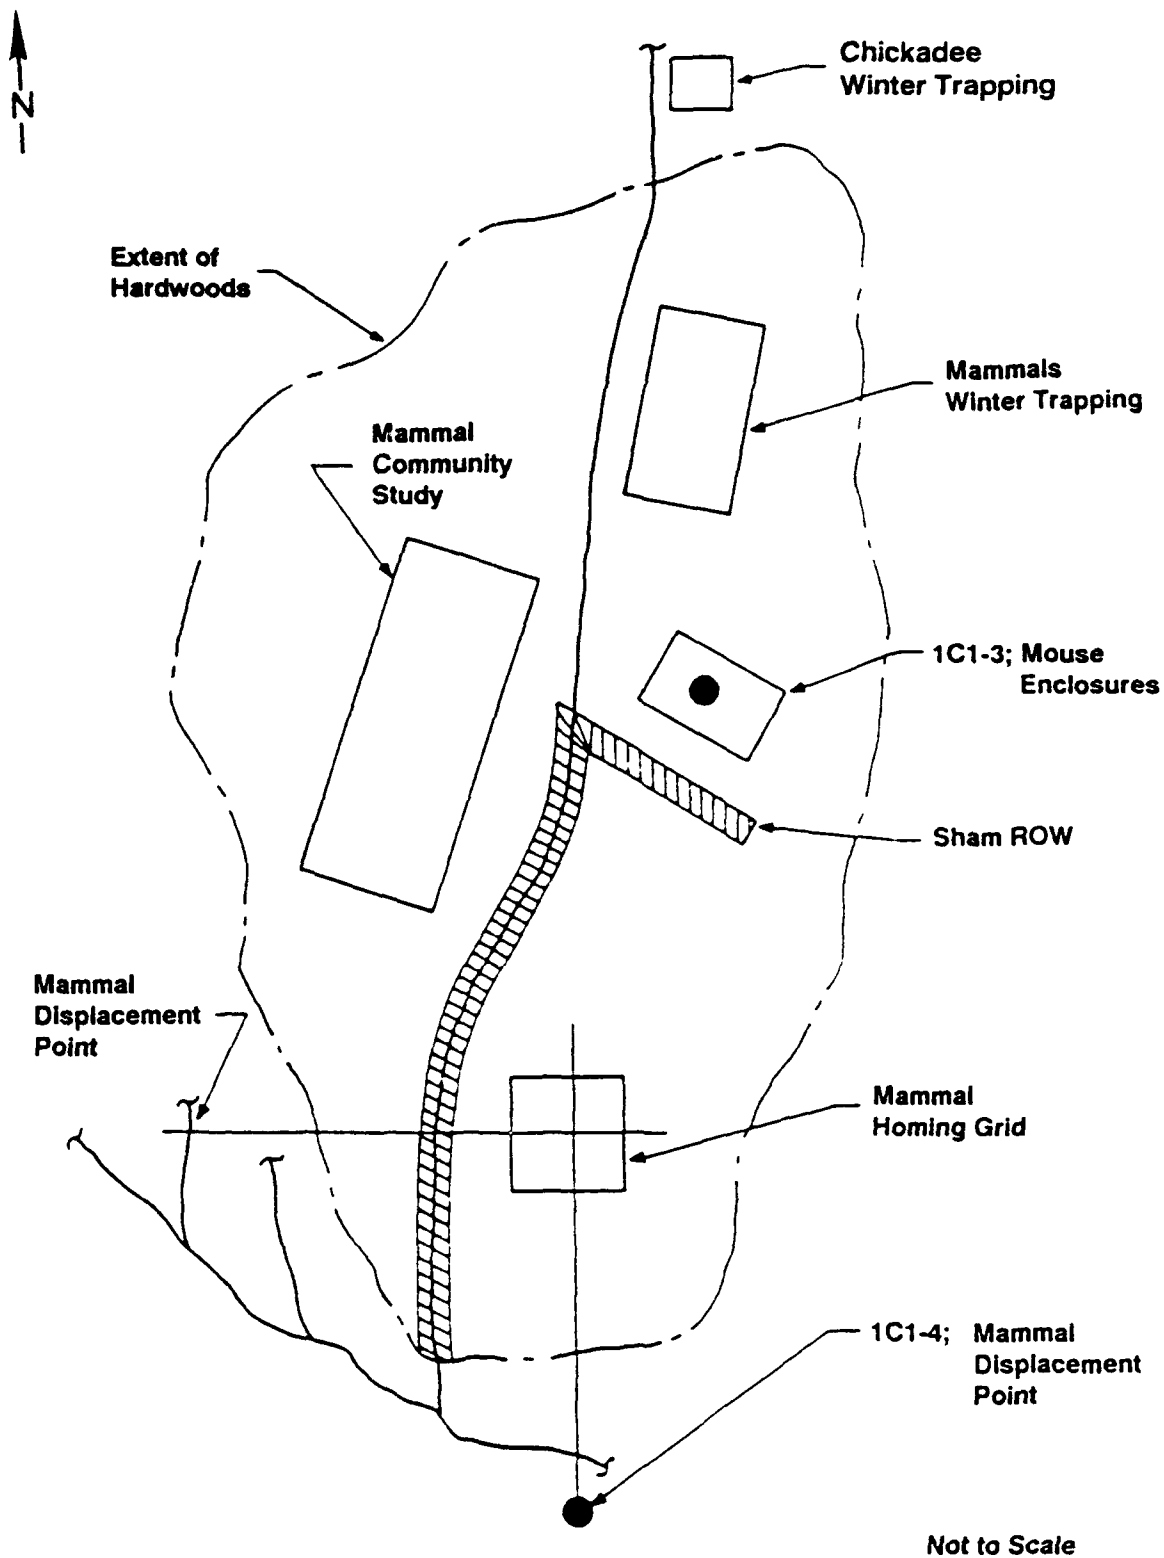 N
Chickadee
Winter Trapping
Extent of
Hardwoods
Mammals
Winter Trapping
Mammal
Community
Study
1C1-3; Mouse
Enclosures
Sham ROW
Mammal
Displacement
Point
Mammal
Homing Grid
1C1-4; Mammal
Displacement
Point
Not to Scale